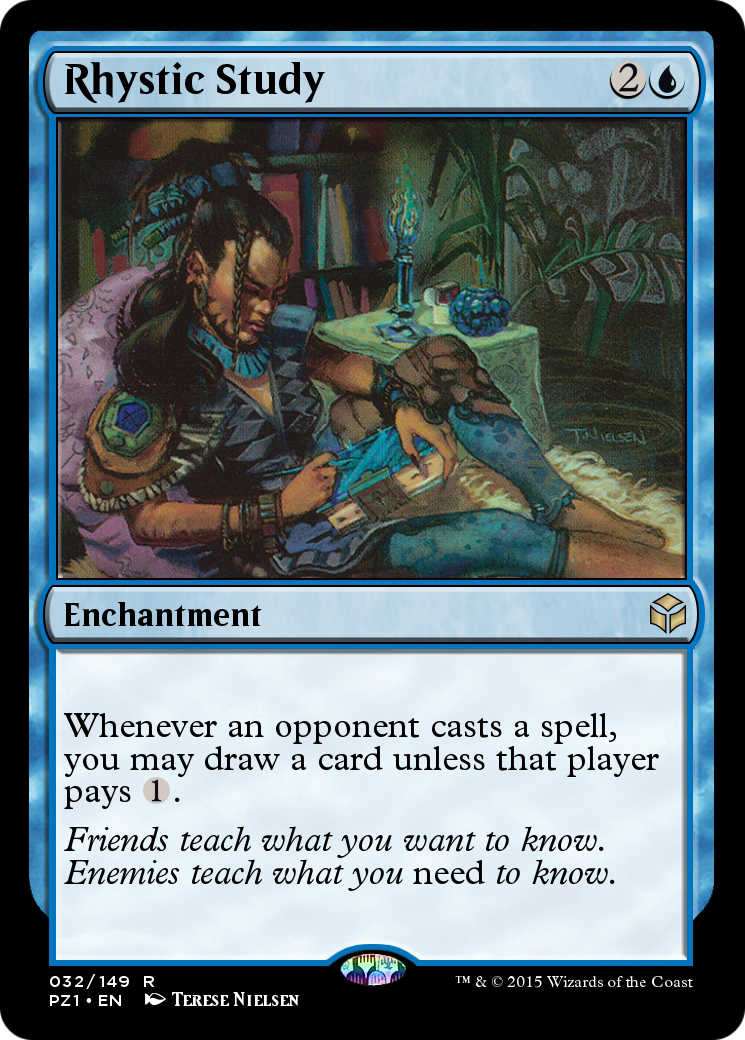 Rhystic Study
2
T.NIELSEN
Enchantment
Whenever an opponent casts a spell,
you may draw a card unless that player
pays 1.
Friends teach what you want to know.
Enemies teach what you need to know.
032/149 R
PZ1 • EN TERESE NIELSEN
™ & © 2015 Wizards of the Coast